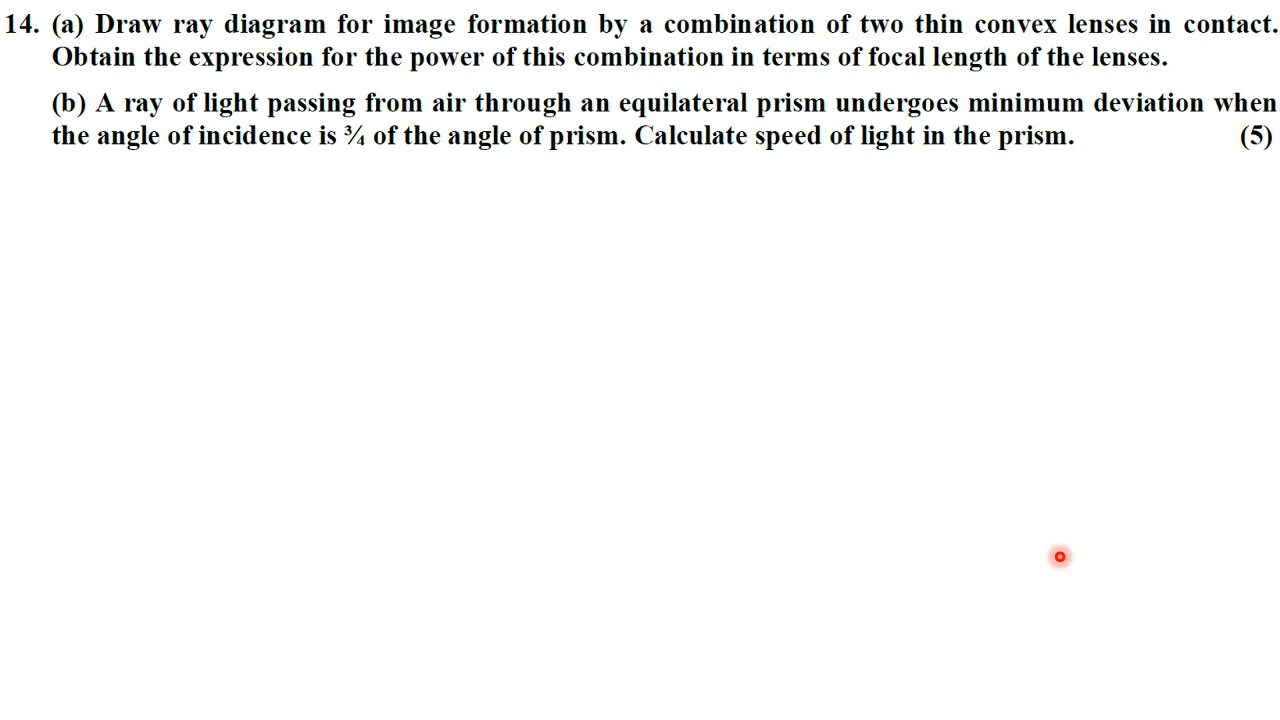 14. (a) Draw ray diagram for image formation by a combination of two thin convex lenses in contact.
Obtain the expression for the power of this combination in terms of focal length of the lenses.
(b) A ray of light passing from air through an equilateral prism undergoes minimum deviation when
the angle of incidence is ¾ of the angle of prism. Calculate speed of light in the prism. (5)